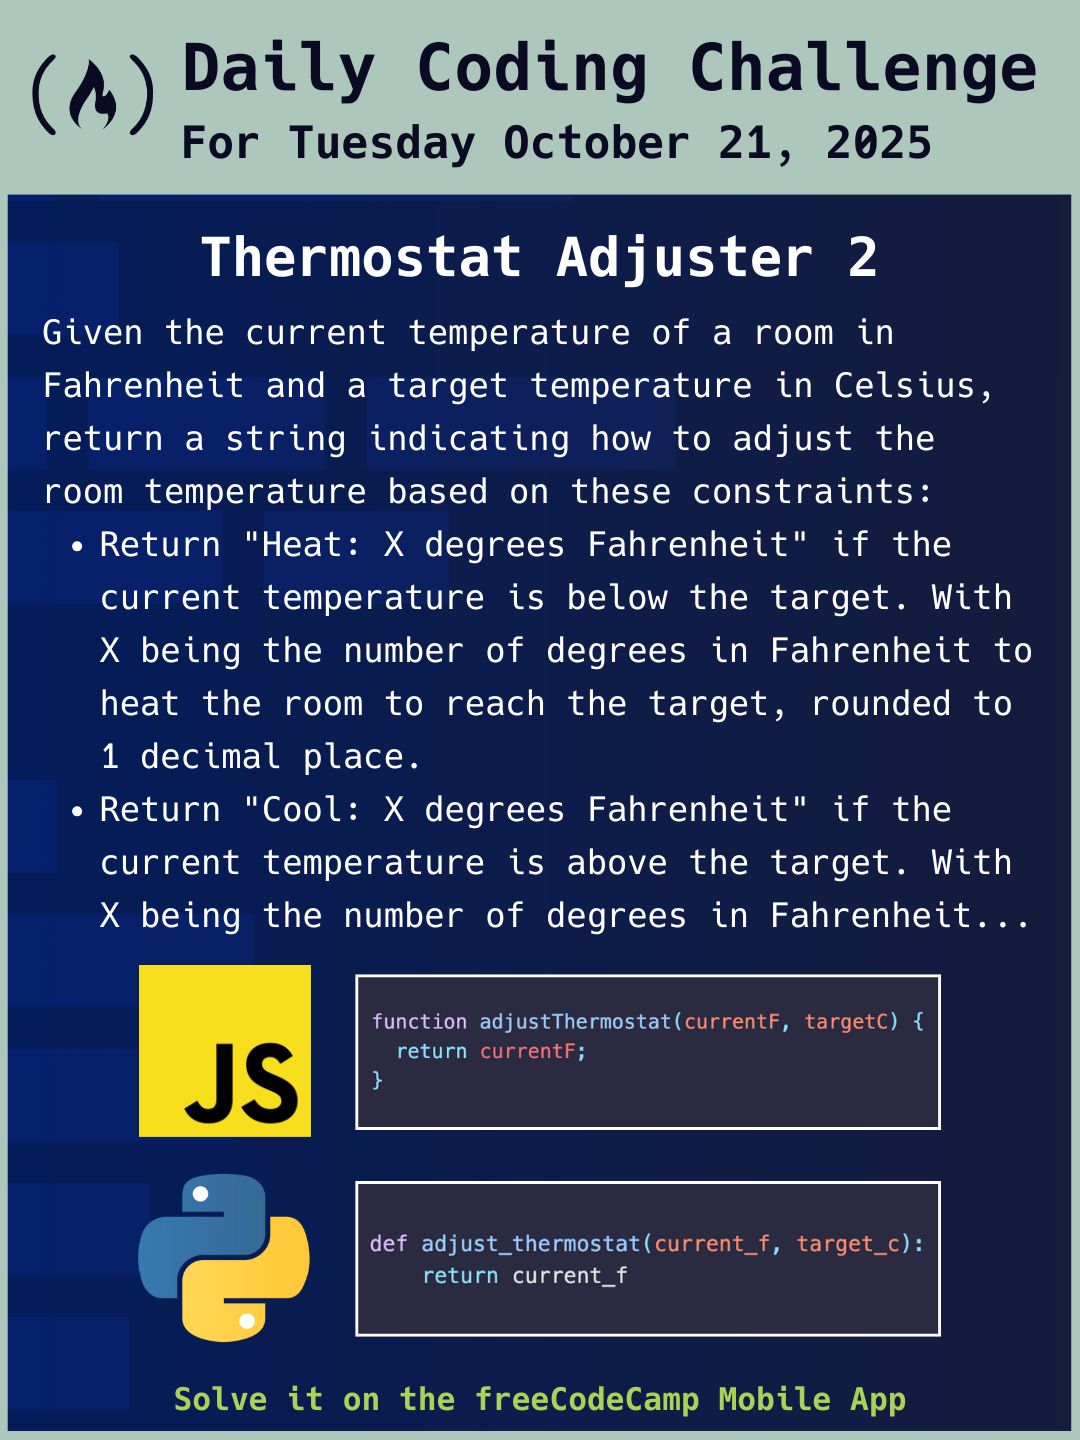 Daily Coding Challenge
For Tuesday October 21, 2025
Thermostat Adjuster 2
Given the current temperature of a room in
Fahrenheit and a target temperature in Celsius,
return a string indicating how to adjust the
room temperature based on these constraints:
• Return "Heat: X degrees Fahrenheit" if the
current temperature is below the target. With
X being the number of degrees in Fahrenheit to
heat the room to reach the target, rounded to
1 decimal place.
• Return "Cool: X degrees Fahrenheit" if the
current temperature is above the target. With
X being the number of degrees in Fahrenheit...
JS
function adjustThermostat(currentF, targetC) {
  return currentF;
}
def adjust_thermostat(current_f, target_c):
    return current_f
Solve it on the freeCodeCamp Mobile App